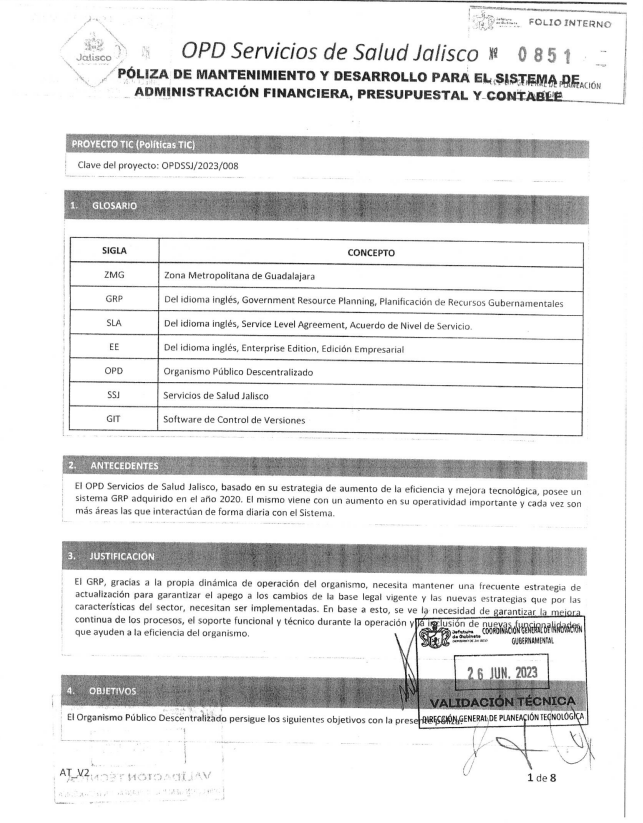 Jefatura de Gabinete
FOLIO INTERNO
Jalisco
OPD Servicios de Salud Jalisco
Nº 0851
PÓLIZA DE MANTENIMIENTO Y DESARROLLO PARA EL SISTEMA DE
ADMINISTRACIÓN FINANCIERA, PRESUPUESTAL Y CONTABLE
PROYECTO TIC (Políticas TIC)
Clave del proyecto: OPDSSJ/2023/008
1. GLOSARIO
SIGLA CONCEPTO
ZMG Zona Metropolitana de Guadalajara
GRP Del idioma inglés, Government Resource Planning, Planificación de Recursos Gubernamentales
SLA Del idioma inglés, Service Level Agreement, Acuerdo de Nivel de Servicio.
EE Del idioma inglés, Enterprise Edition, Edición Empresarial
OPD Organismo Público Descentralizado
SSJ Servicios de Salud Jalisco
GIT Software de Control de Versiones
2. ANTECEDENTES
El OPD Servicios de Salud Jalisco, basado en su estrategia de aumento de la eficiencia y mejora tecnológica, posee un
sistema GRP adquirido en el año 2020. El mismo viene con un aumento en su operatividad importante y cada vez son
más áreas las que interactúan de forma diaria con el Sistema.
3. JUSTIFICACIÓN
El GRP, gracias a la propia dinámica de operación del organismo, necesita mantener una frecuente estrategia de
actualización para garantizar el apego a los cambios de la base legal vigente y las nuevas estrategias que por las
características del sector, necesitan ser implementadas. En base a esto, se ve la necesidad de garantizar la mejora
continua de los procesos, el soporte funcional y técnico durante la operación y la inclusión de nuevas funcionalidades
que ayuden a la eficiencia del organismo.
Jefatura de Gabinete
COORDINACIÓN GENERAL DE INNOVACIÓN
GUBERNAMENTAL
26 JUN. 2023
VALIDACIÓN TÉCNICA
DIRECCIÓN GENERAL DE PLANEACIÓN TECNOLÓGICA
4. OBJETIVOS
El Organismo Público Descentralizado persigue los siguientes objetivos con la
AT_V2
1 de 8